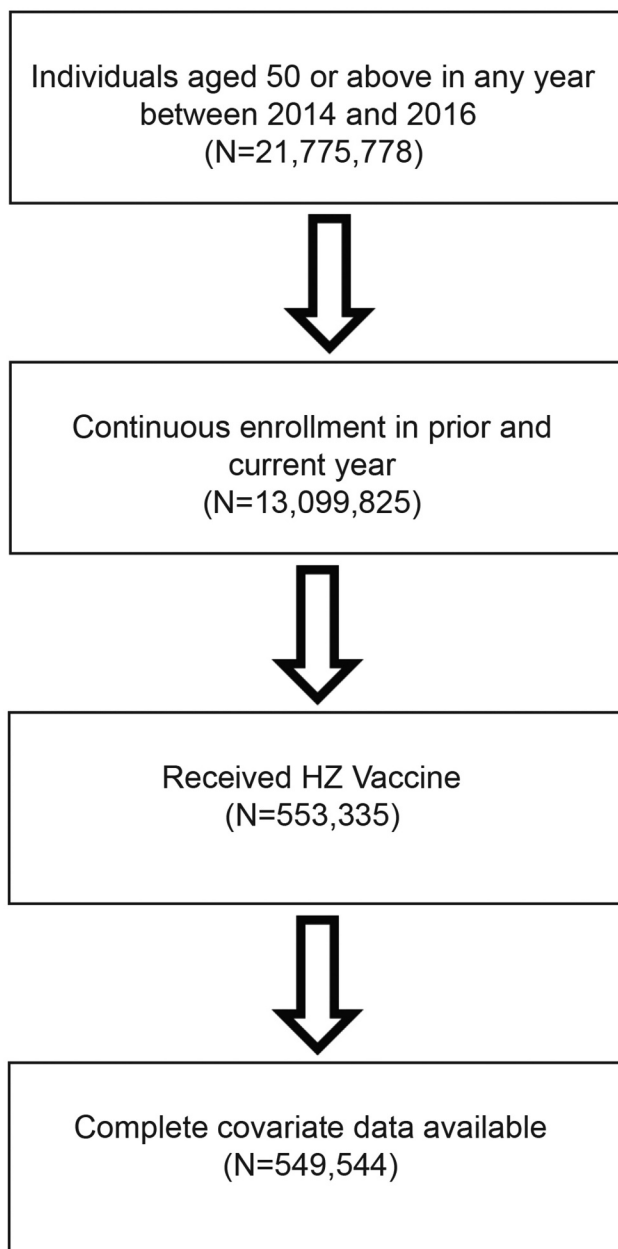 Individuals aged 50 or above in any year
between 2014 and 2016
(N=21,775,778)
Continuous enrollment in prior and
current year
(N=13,099,825)
Received HZ Vaccine
(N=553,335)
Complete covariate data available
(N=549,544)